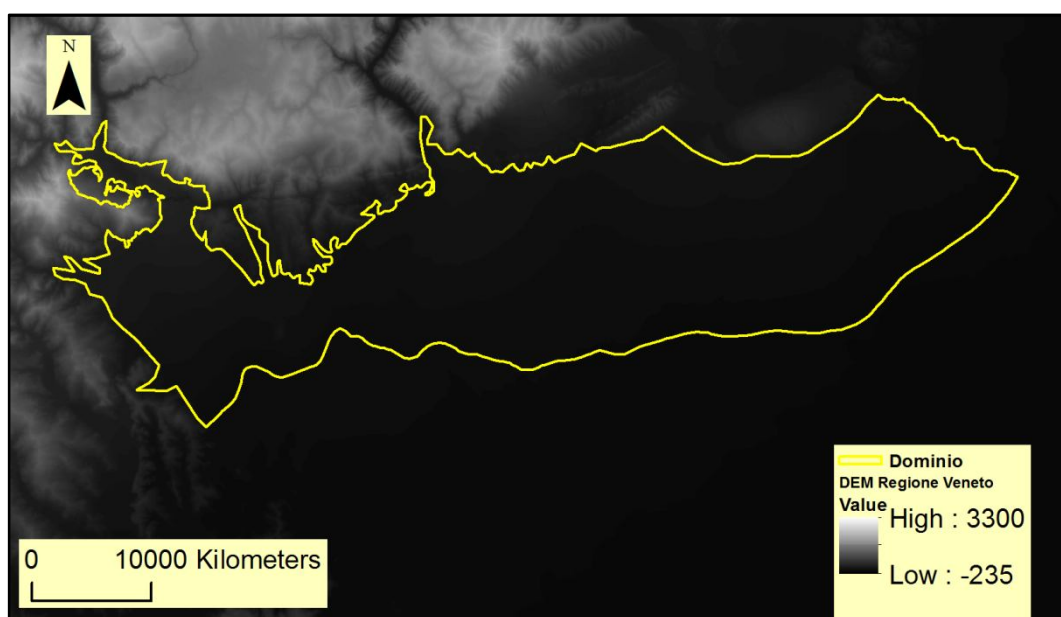 N
Dominio
DEM Regione Veneto
Value
High : 3300
Low : -235
0 10000 Kilometers